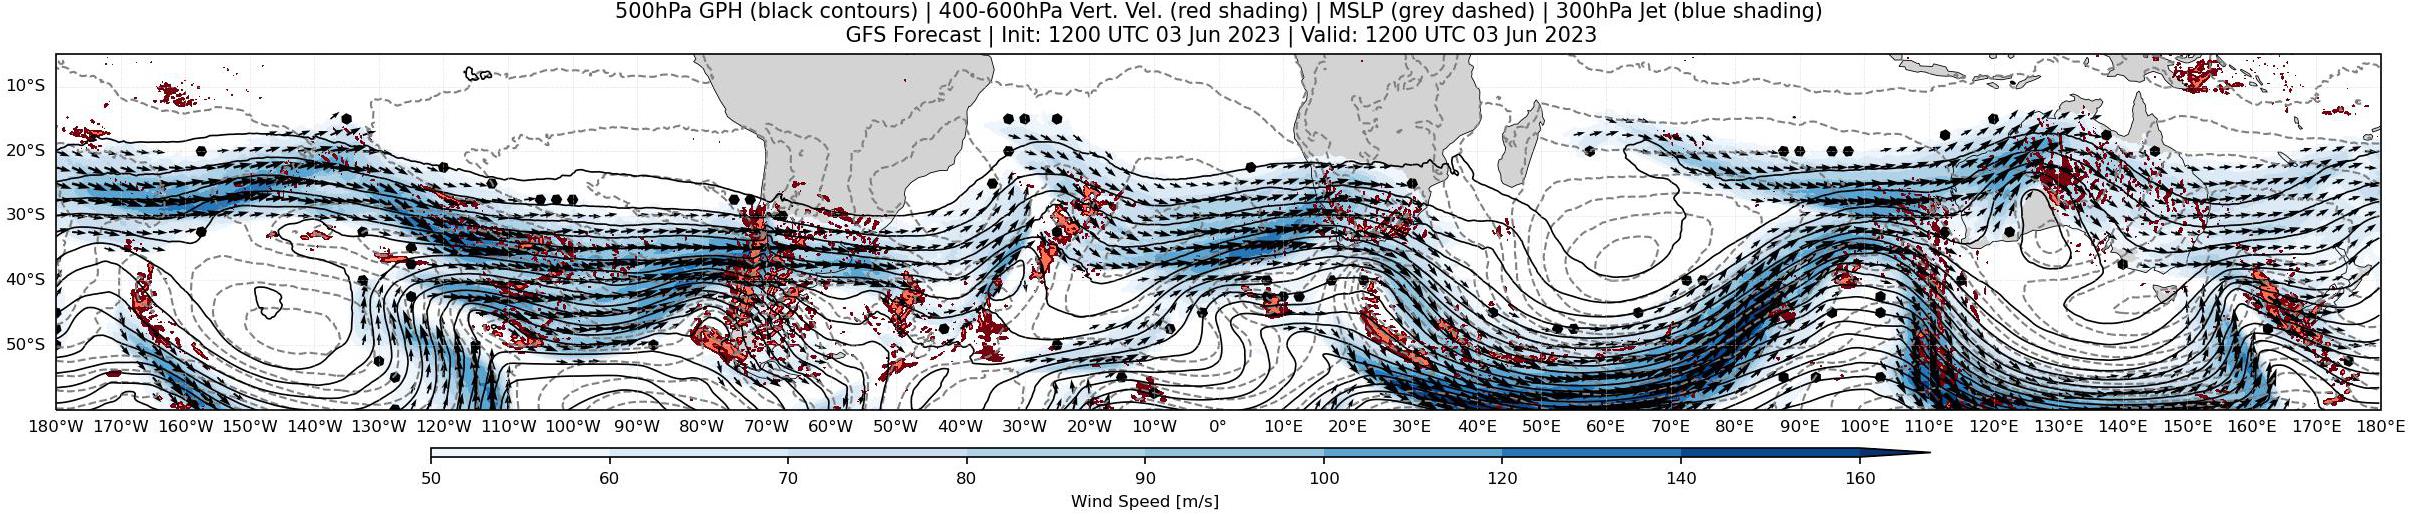 500hPa GPH (black contours) | 400-600hPa Vert. Vel. (red shading) | MSLP (grey dashed) | 300hPa Jet (blue shading)
GFS Forecast | Init: 1200 UTC 03 Jun 2023 | Valid: 1200 UTC 03 Jun 2023
10°S
20°S
30°S
40°S
50°S
180°W 170°W 160°W 150°W 140°W 130°W 120°W 110°W 100°W 90°W 80°W 70°W 60°W 50°W 40°W 30°W 20°W 10°W 0° 10°E 20°E 30°E 40°E 50°E 60°E 70°E 80°E 90°E 100°E 110°E 120°E 130°E 140°E 150°E 160°E 170°E 180°E
50 60 70 80 90 100 120 140 160
Wind Speed [m/s]